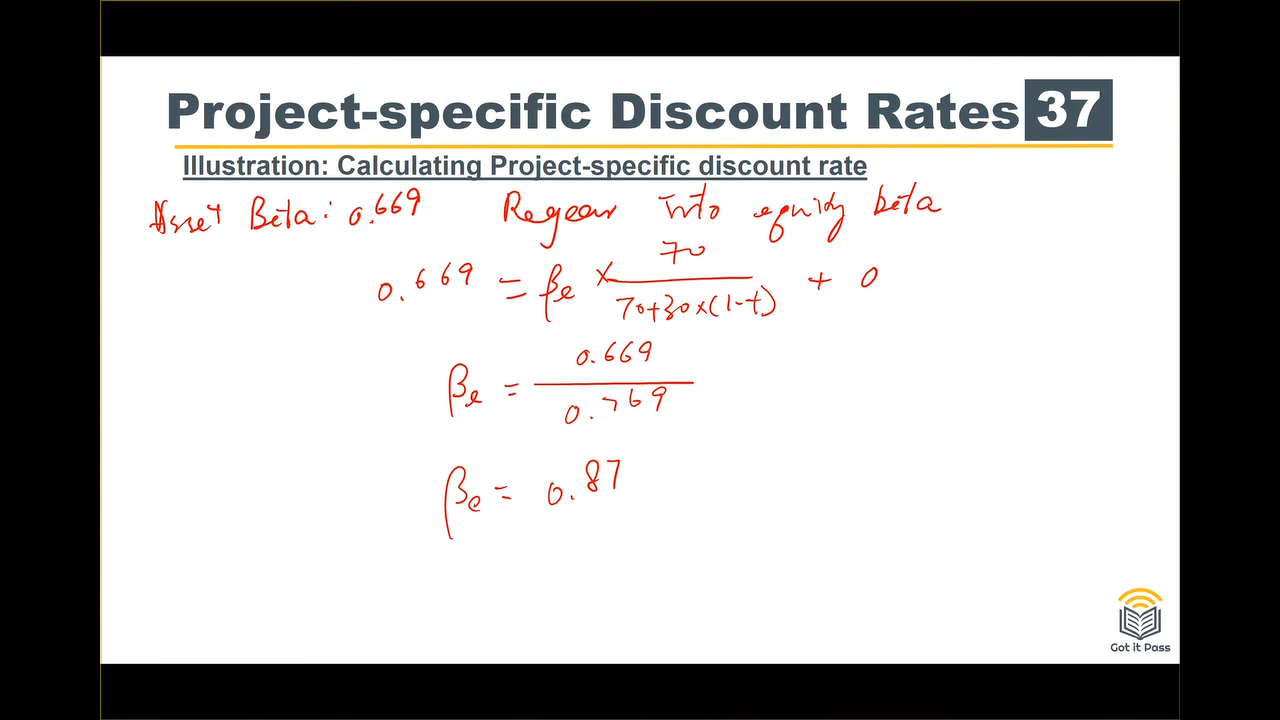 Project-specific Discount Rates 37
Illustration: Calculating Project-specific discount rate
Asset Beta: 0.669 Regear into equity beta
0.669 = βe × 70 / 70+30×(1-t) + 0
βe = 0.669 / 0.769
βe = 0.87
Got it Pass